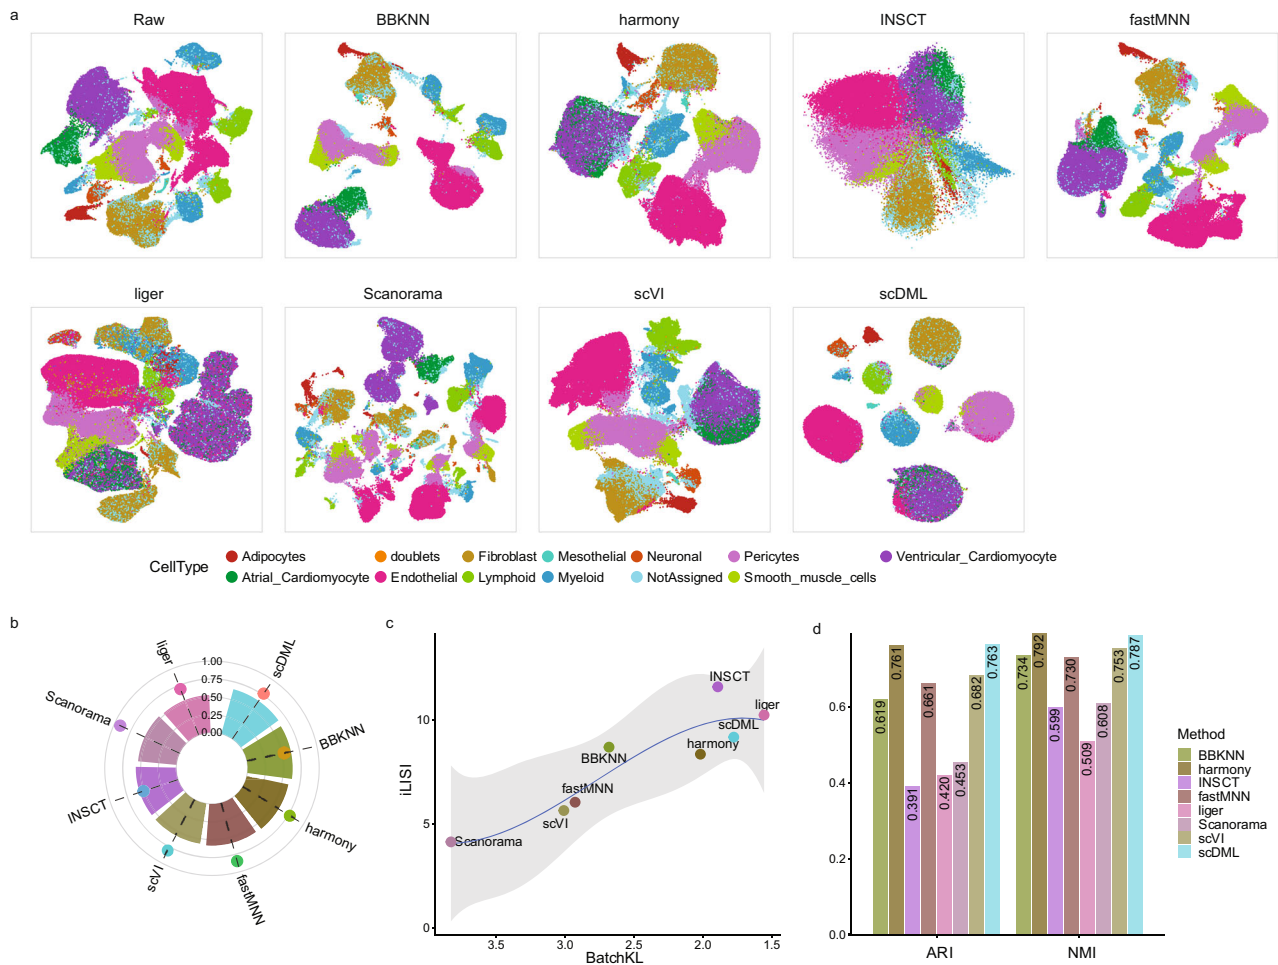 a
Raw
BBKNN
harmony
INSCT
fastMNN
liger
Scanorama
scVI
scDML
CellType
Adipocytes
doublets
Fibroblast
Mesothelial
Neuronal
Pericytes
Ventricular_Cardiomyocyte
Atrial_Cardiomyocyte
Endothelial
Lymphoid
Myeloid
NotAssigned
Smooth_muscle_cells
b
liger
scDML
Scanorama
BBKNN
INSCT
harmony
scVI
fastMNN
1.00
0.75
0.50
0.25
0.00
c
iLISI
10
5
0
INSCT
liger
scDML
harmony
BBKNN
fastMNN
scVI
Scanorama
3.5
3.0
2.5
2.0
1.5
BatchKL
d
0.6
0.4
0.2
0.0
0.619
0.761
0.391
0.661
0.420
0.453
0.682
0.763
0.734
0.792
0.599
0.730
0.509
0.608
0.753
0.787
ARI
NMI
Method
BBKNN
harmony
INSCT
fastMNN
liger
Scanorama
scVI
scDML